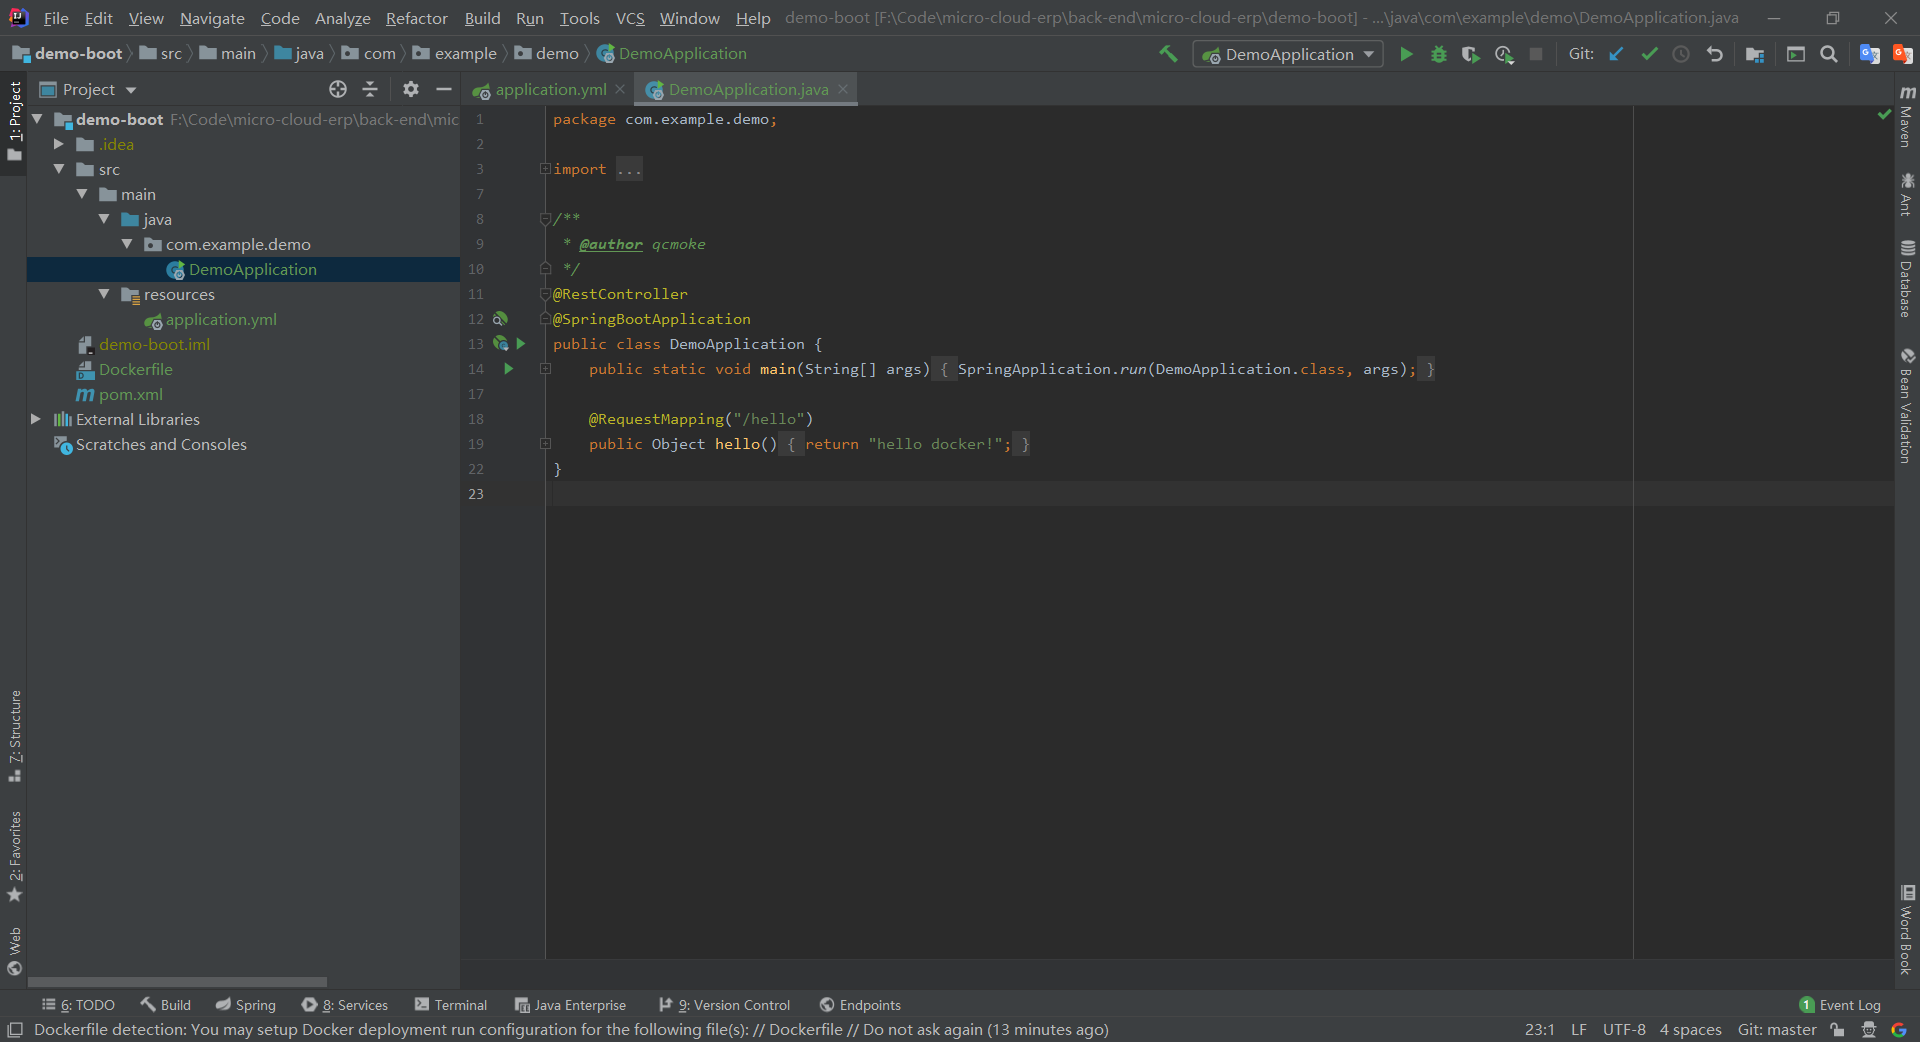 File Edit View Navigate Code Analyze Refactor Build Run Tools VCS Window Help demo-boot [F:\Code\micro-cloud-erp\back-end\micro-cloud-erp\demo-boot] - ...\java\com\example\demo\DemoApplication.java
demo-boot src main java com example demo DemoApplication DemoApplication Git:
Project application.yml DemoApplication.java
demo-boot F:\Code\micro-cloud-erp\back-end\mic
.idea
src
main
java
com.example.demo
DemoApplication
resources
application.yml
demo-boot.iml
Dockerfile
pom.xml
External Libraries
Scratches and Consoles
1 package com.example.demo;
2
3 import ...
7
8 /**
9 * @author qcmoke
10 */
11 @RestController
12 @SpringBootApplication
13 public class DemoApplication {
14 public static void main(String[] args) { SpringApplication.run(DemoApplication.class, args); }
17
18 @RequestMapping("/hello")
19 public Object hello() { return "hello docker!"; }
22 }
23
1: Project
7: Structure
2: Favorites
Web
Maven
Ant
Database
Bean Validation
Word Book
6: TODO Build Spring 8: Services Terminal Java Enterprise 9: Version Control Endpoints 1 Event Log
Dockerfile detection: You may setup Docker deployment run configuration for the following file(s): // Dockerfile // Do not ask again (13 minutes ago) 23:1 LF UTF-8 4 spaces Git: master